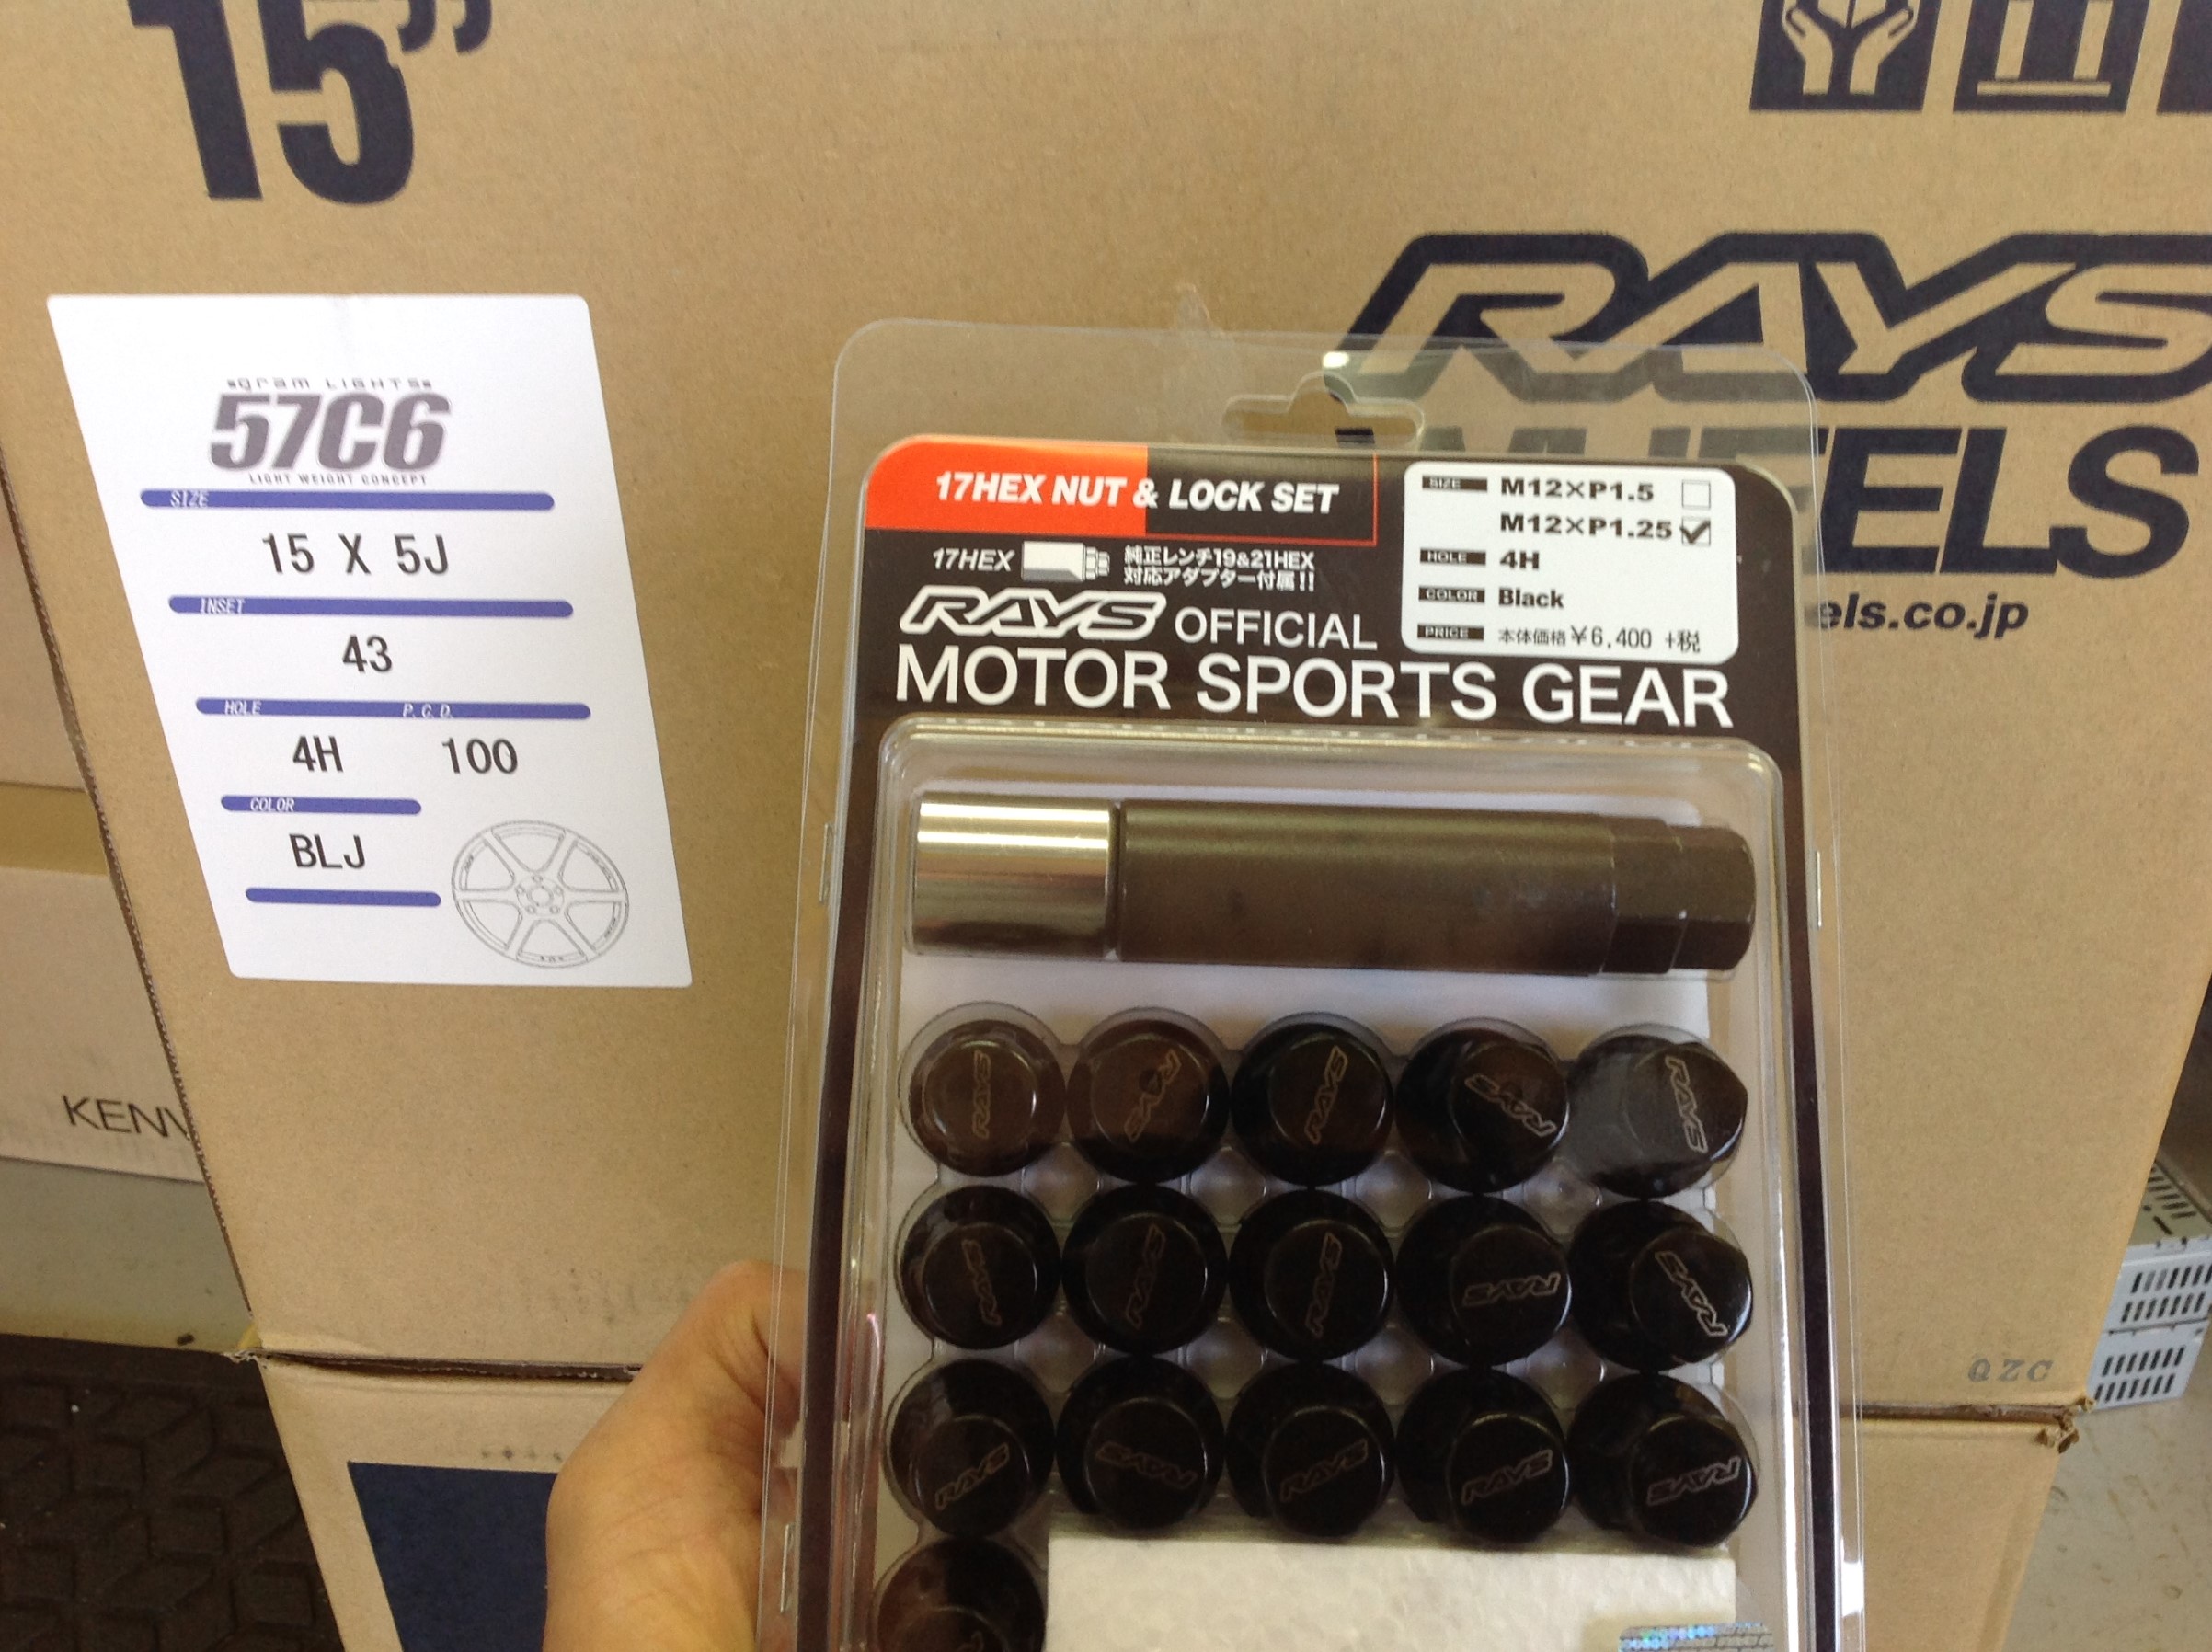 15”
RAYS
WHEELS
els.co.jp
gram LIGHTS
57C6
LIGHT WEIGHT CONCEPT
SIZE
15 X 5J
INSET
43
HOLE P.C.D.
4H 100
COLOR
BLJ
17HEX NUT & LOCK SET
17HEX 純正レンチ19&21HEX
対応アダプター付属!!
RAYS OFFICIAL
MOTOR SPORTS GEAR
SIZE M12×P1.5
M12×P1.25
HOLE 4H
COLOR Black
PRICE 本体価格¥6,400 +税
RAYS RAYS RAYS RAYS RAYS
RAYS RAYS RAYS RAYS RAYS
RAYS RAYS RAYS RAYS RAYS
KENW
QZC